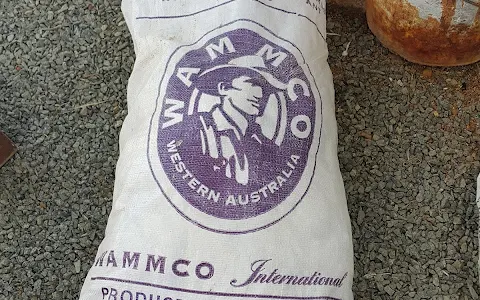 WAMMCO
WESTERN AUSTRALIA
WAMMCO International
PRODUC